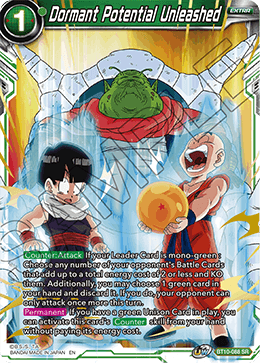 1
Dormant Potential Unleashed
EXTRA
Counter:Attack If your Leader Card is mono-green:
Choose any number of your opponent's Battle Cards
that add up to a total energy cost of 2 or less and KO
them. Additionally, you may choose 1 green card in
your hand and discard it. If you do, your opponent can
only attack once more this turn.
Permanent If you have a green Unison Card in play, you
can activate this card's Counter skill from your hand
without paying its energy cost.
MADE IN JAPAN EN
BT10-088 SR